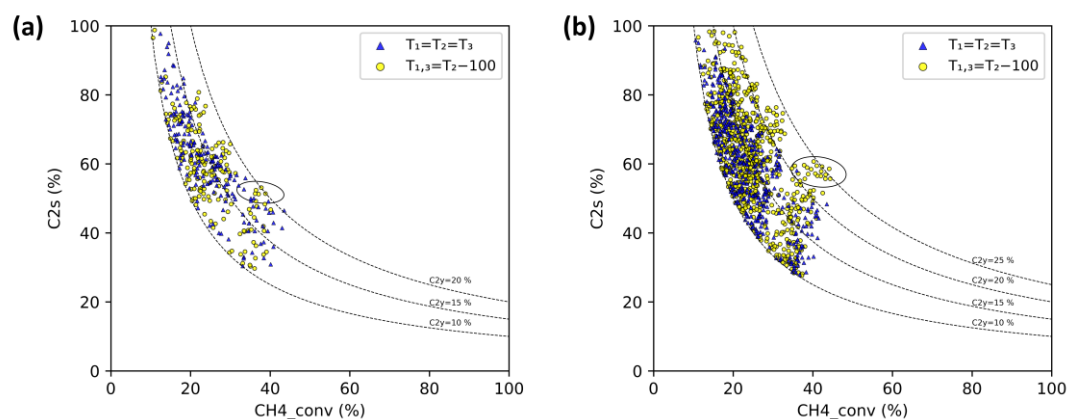 (a)
C2s (%)
100
80
60
40
20
0
T₁=T₂=T₃
T₁,₃=T₂−100
C2y=20 %
C2y=15 %
C2y=10 %
0 20 40 60 80 100
CH4_conv (%)
(b)
C2s (%)
100
80
60
40
20
0
T₁=T₂=T₃
T₁,₃=T₂−100
C2y=25 %
C2y=20 %
C2y=15 %
C2y=10 %
0 20 40 60 80 100
CH4_conv (%)